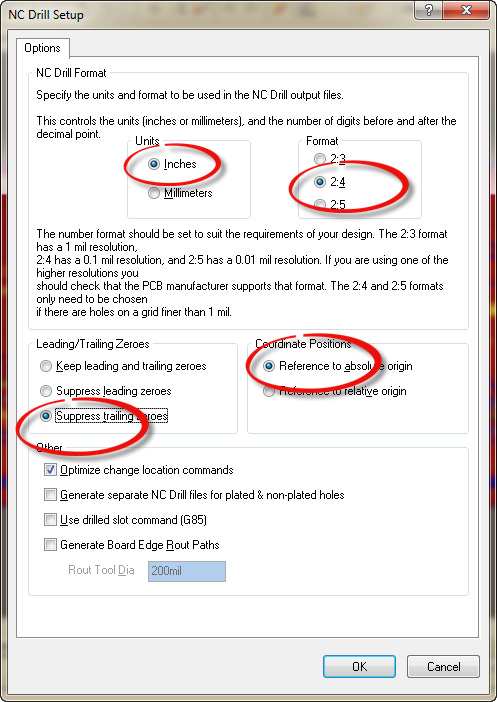 NC Drill Setup
?
Options
NC Drill Format
Specify the units and format to be used in the NC Drill output files.
This controls the units (inches or millimeters), and the number of digits before and after the
decimal point.
Units
Inches
Millimeters
Format
2:3
2:4
2:5
The number format should be set to suit the requirements of your design. The 2:3 format
has a 1 mil resolution,
2:4 has a 0.1 mil resolution, and 2:5 has a 0.01 mil resolution. If you are using one of the
higher resolutions you
should check that the PCB manufacturer supports that format. The 2:4 and 2:5 formats
only need to be chosen
if there are holes on a grid finer than 1 mil.
Leading/Trailing Zeroes
Keep leading and trailing zeroes
Suppress leading zeroes
Suppress trailing zeroes
Coordinate Positions
Reference to absolute origin
Reference to relative origin
Other
Optimize change location commands
Generate separate NC Drill files for plated & non-plated holes
Use drilled slot command (G85)
Generate Board Edge Rout Paths
Rout Tool Dia
200mil
OK
Cancel